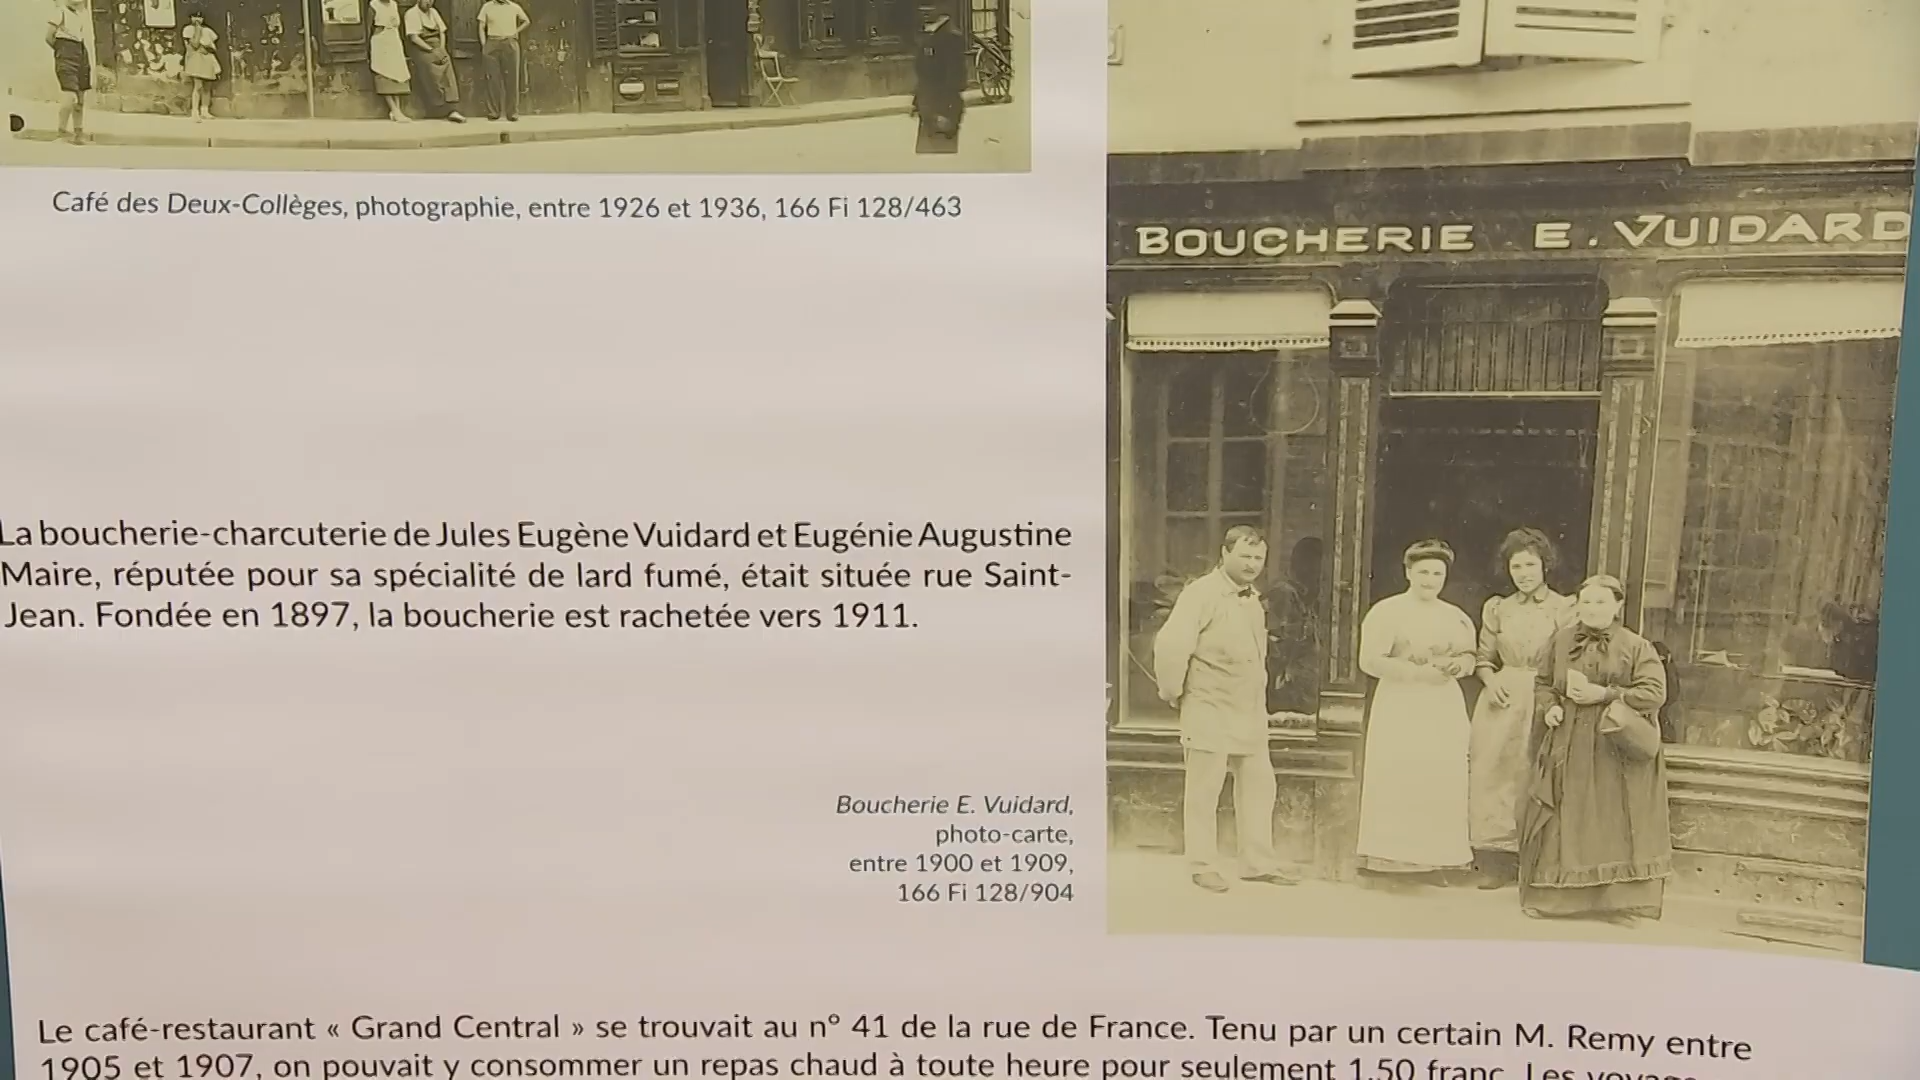 Café des Deux-Collèges, photographie, entre 1926 et 1936, 166 Fi 128/463
BOUCHERIE E. VUIDARD
La boucherie-charcuterie de Jules Eugène Vuidard et Eugénie Augustine
Maire, réputée pour sa spécialité de lard fumé, était située rue Saint-
Jean. Fondée en 1897, la boucherie est rachetée vers 1911.
Boucherie E. Vuidard,
photo-carte,
entre 1900 et 1909,
166 Fi 128/904
Le café-restaurant « Grand Central » se trouvait au n° 41 de la rue de France. Tenu par un certain M. Remy entre
1905 et 1907, on pouvait y consommer un repas chaud à toute heure pour seulement 1,50 franc. Les